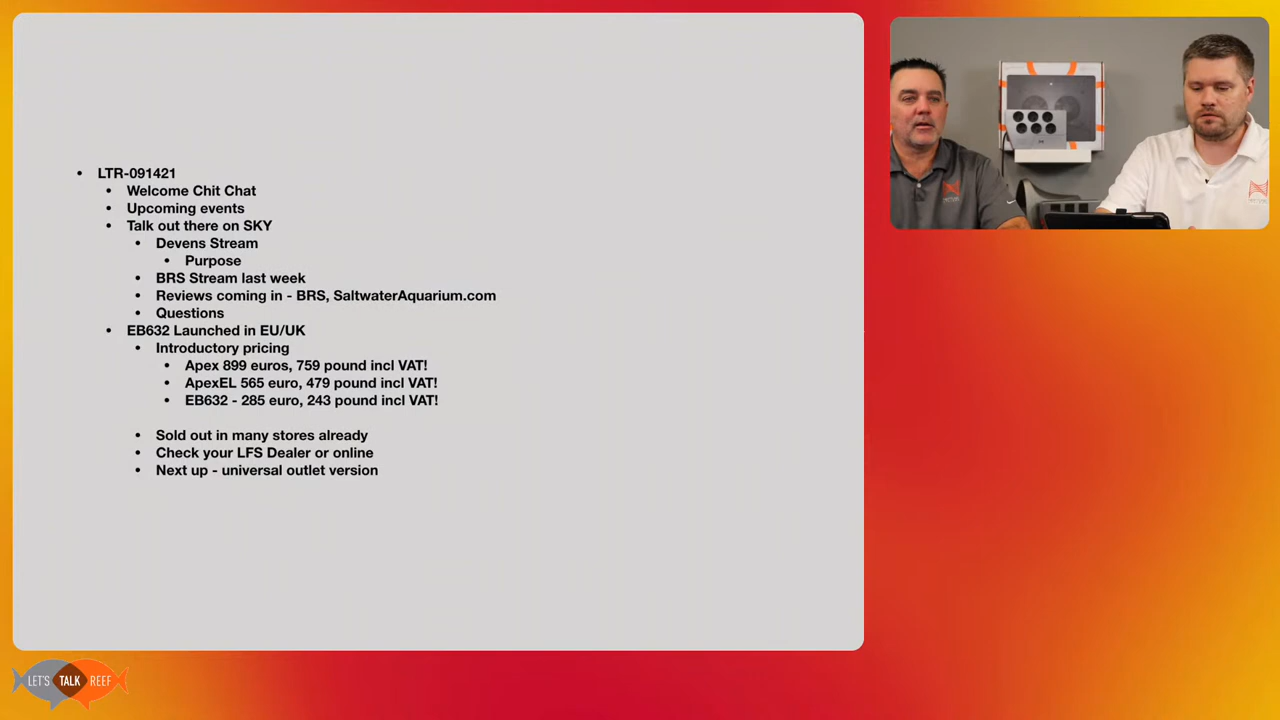 LTR-091421
Welcome Chit Chat
Upcoming events
Talk out there on SKY
Devens Stream
Purpose
BRS Stream last week
Reviews coming in - BRS, SaltwaterAquarium.com
Questions
EB632 Launched in EU/UK
Introductory pricing
Apex 899 euros, 759 pound incl VAT!
ApexEL 565 euro, 479 pound incl VAT!
EB632 - 285 euro, 243 pound incl VAT!
Sold out in many stores already
Check your LFS Dealer or online
Next up - universal outlet version
LET'S TALK REEF